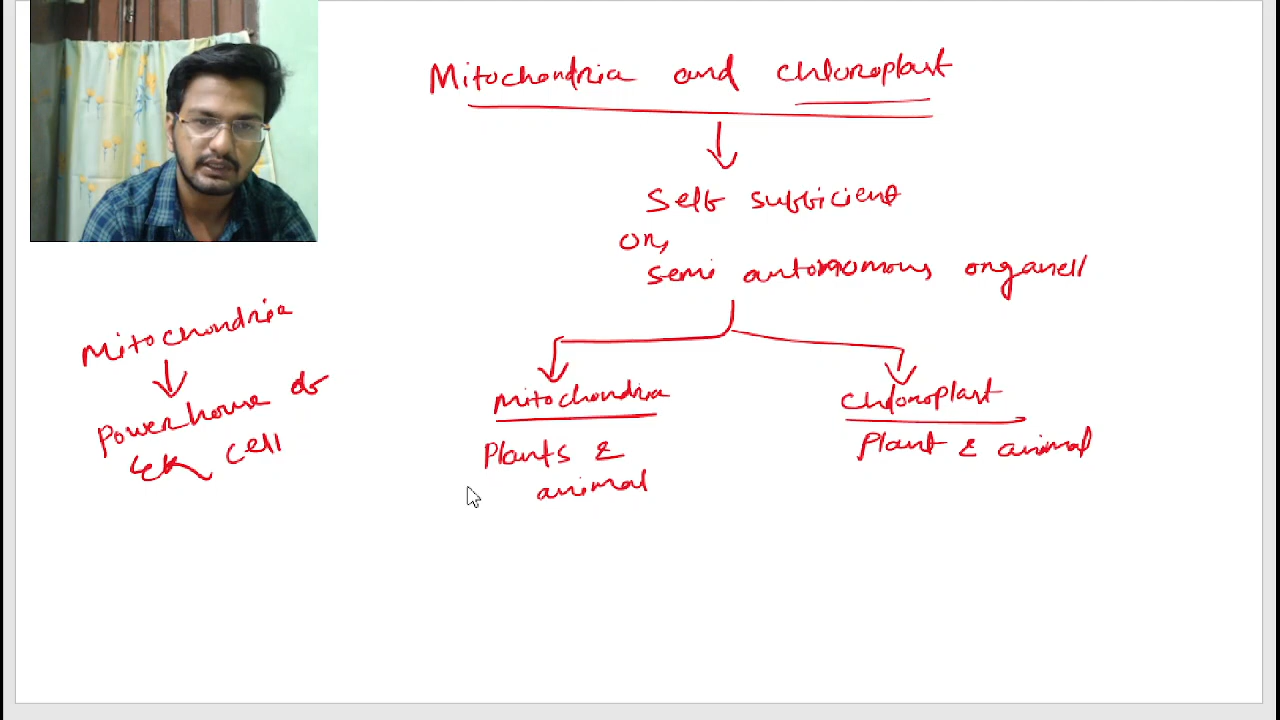 Mitochondria and chloroplast
Self sufficient
or,
semi autonomous organell
Mitochondria
Powerhouse of
cell
Mitochondria
Plants &
animal
Chloroplast
Plant & animal